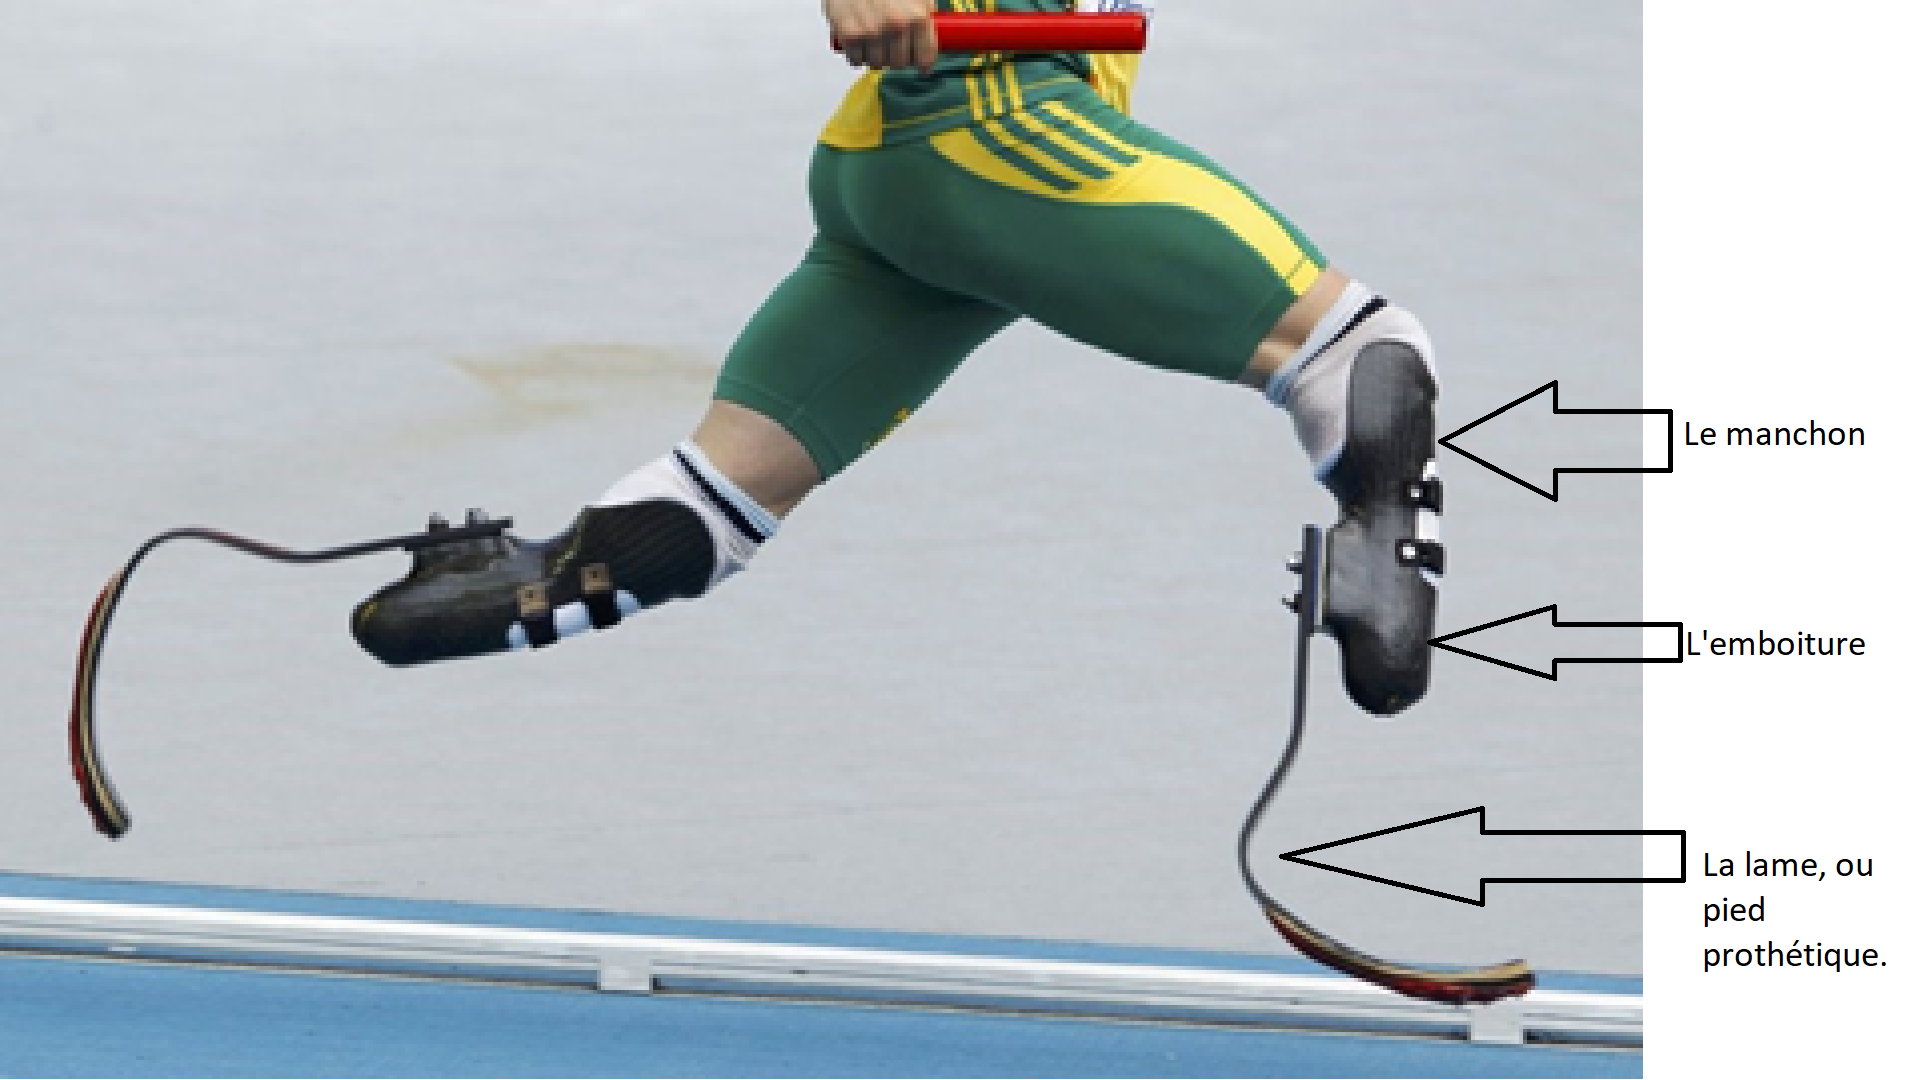 Le manchon
L'emboiture
La lame, ou
pied
prothétique.